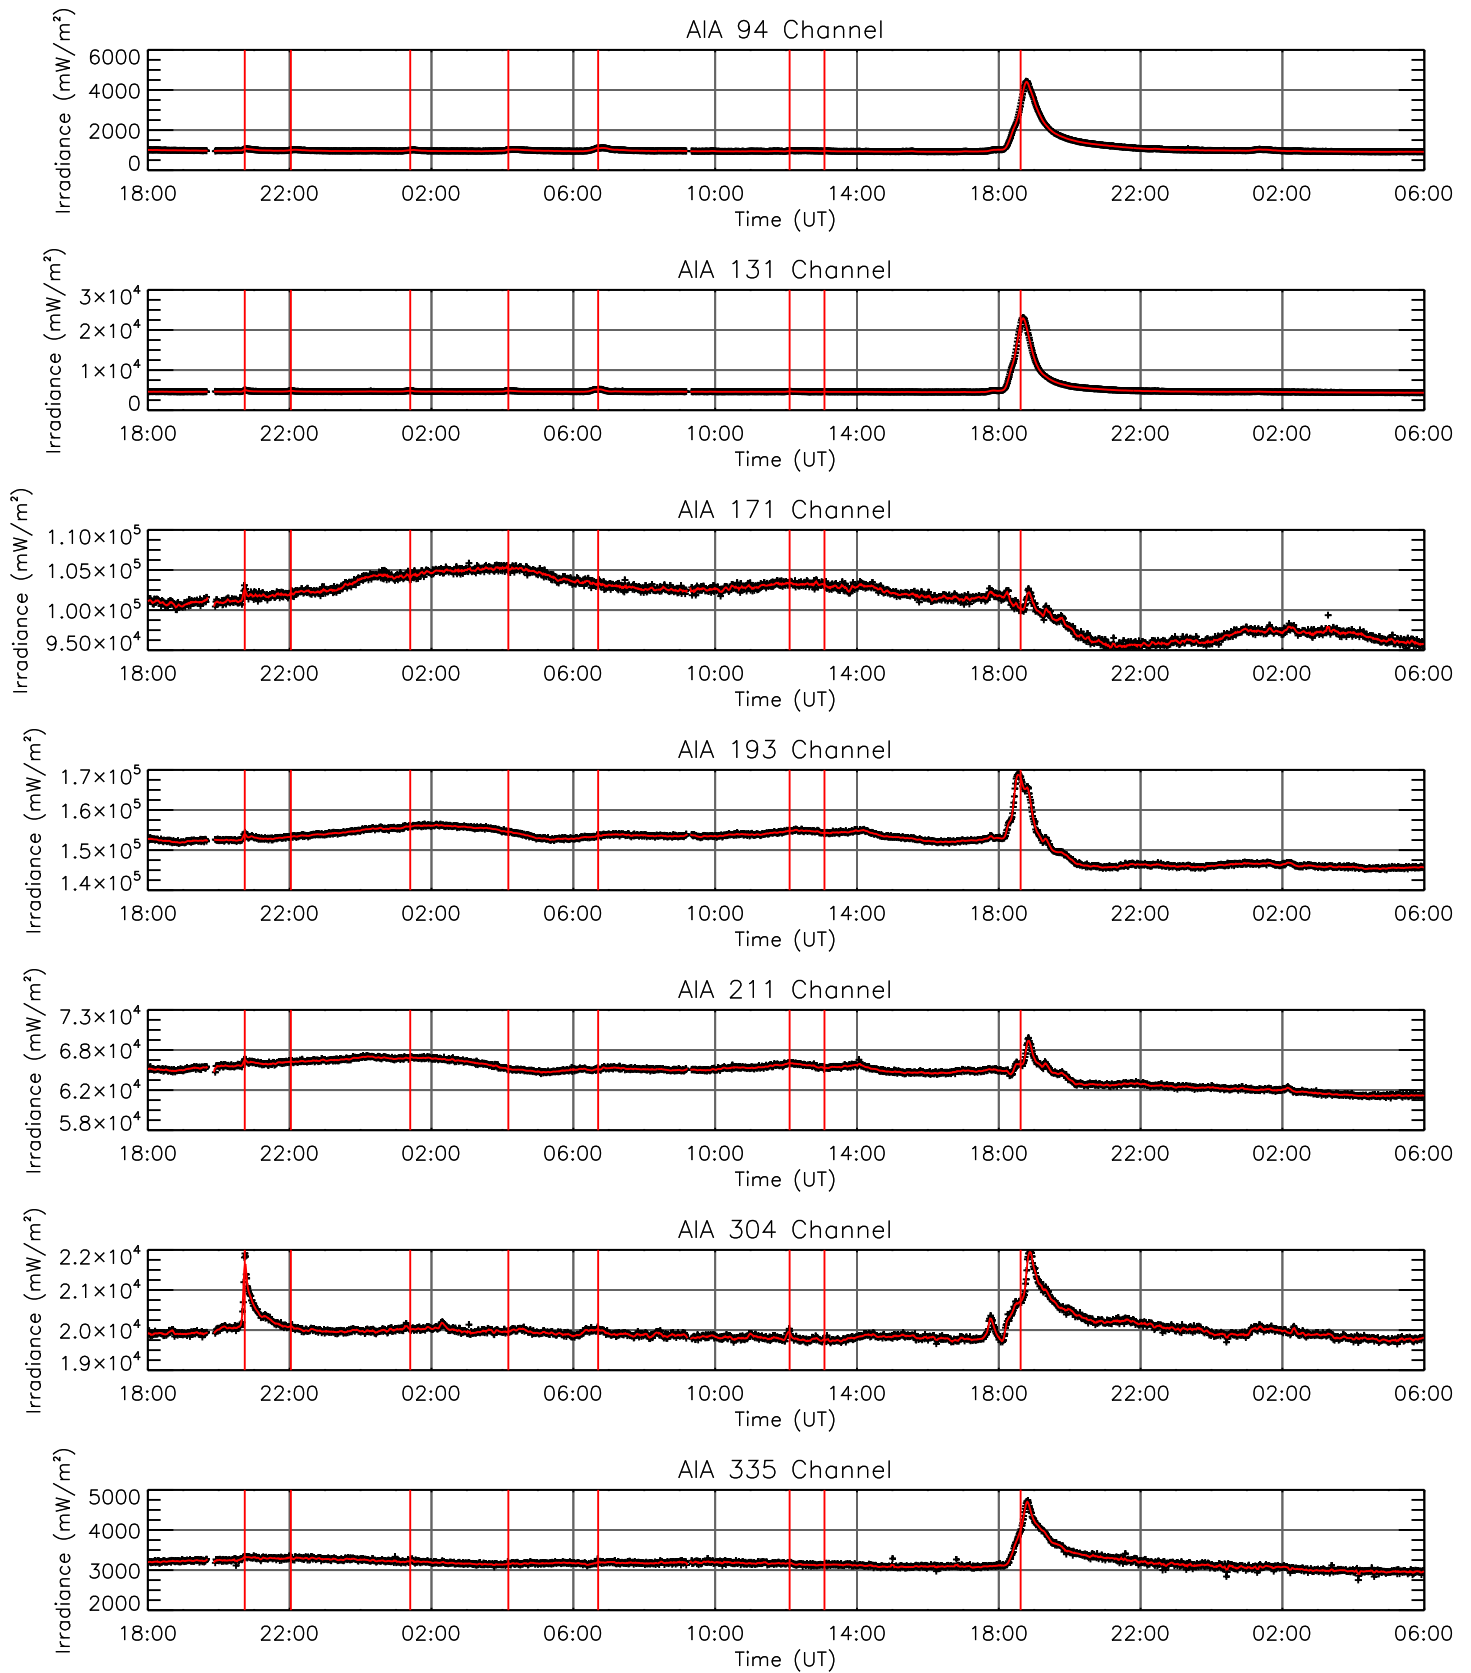 AIA 94 Channel
Irradiance (mW/m²)
6000
4000
2000
0
18:00 22:00 02:00 06:00 10:00 14:00 18:00 22:00 02:00 06:00
Time (UT)
AIA 131 Channel
Irradiance (mW/m²)
3×10⁴
2×10⁴
1×10⁴
0
18:00 22:00 02:00 06:00 10:00 14:00 18:00 22:00 02:00 06:00
Time (UT)
AIA 171 Channel
Irradiance (mW/m²)
1.10×10⁵
1.05×10⁵
1.00×10⁵
9.50×10⁴
18:00 22:00 02:00 06:00 10:00 14:00 18:00 22:00 02:00 06:00
Time (UT)
AIA 193 Channel
Irradiance (mW/m²)
1.7×10⁵
1.6×10⁵
1.5×10⁵
1.4×10⁵
18:00 22:00 02:00 06:00 10:00 14:00 18:00 22:00 02:00 06:00
Time (UT)
AIA 211 Channel
Irradiance (mW/m²)
7.3×10⁴
6.8×10⁴
6.2×10⁴
5.8×10⁴
18:00 22:00 02:00 06:00 10:00 14:00 18:00 22:00 02:00 06:00
Time (UT)
AIA 304 Channel
Irradiance (mW/m²)
2.2×10⁴
2.1×10⁴
2.0×10⁴
1.9×10⁴
18:00 22:00 02:00 06:00 10:00 14:00 18:00 22:00 02:00 06:00
Time (UT)
AIA 335 Channel
Irradiance (mW/m²)
5000
4000
3000
2000
18:00 22:00 02:00 06:00 10:00 14:00 18:00 22:00 02:00 06:00
Time (UT)